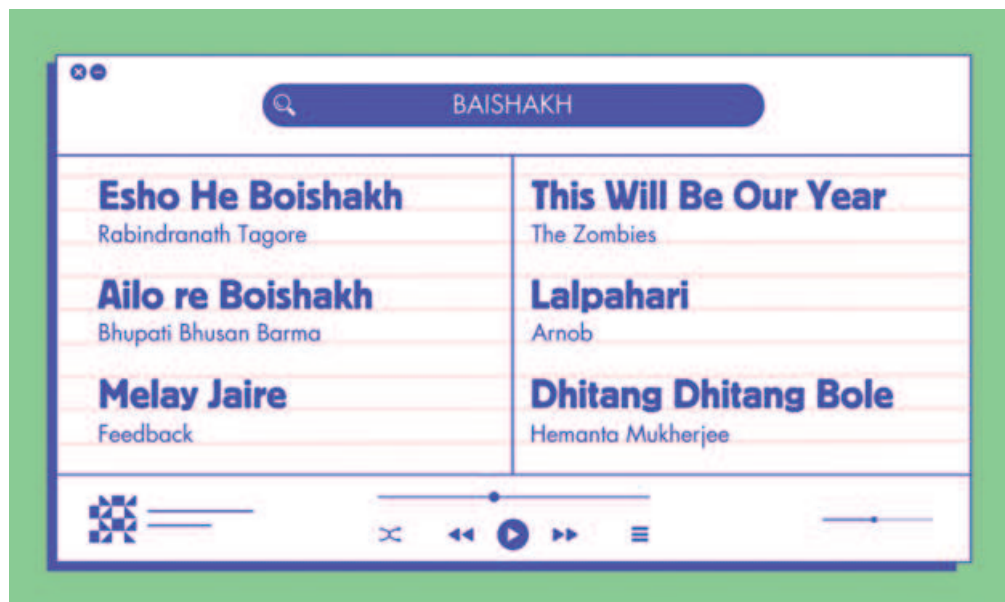 BAISHAKH
Esho He Boishakh
Rabindranath Tagore
Ailo re Boishakh
Bhupati Bhusan Barma
Melay Jaire
Feedback
This Will Be Our Year
The Zombies
Lalpahari
Arnob
Dhitang Dhitang Bole
Hemanta Mukherjee